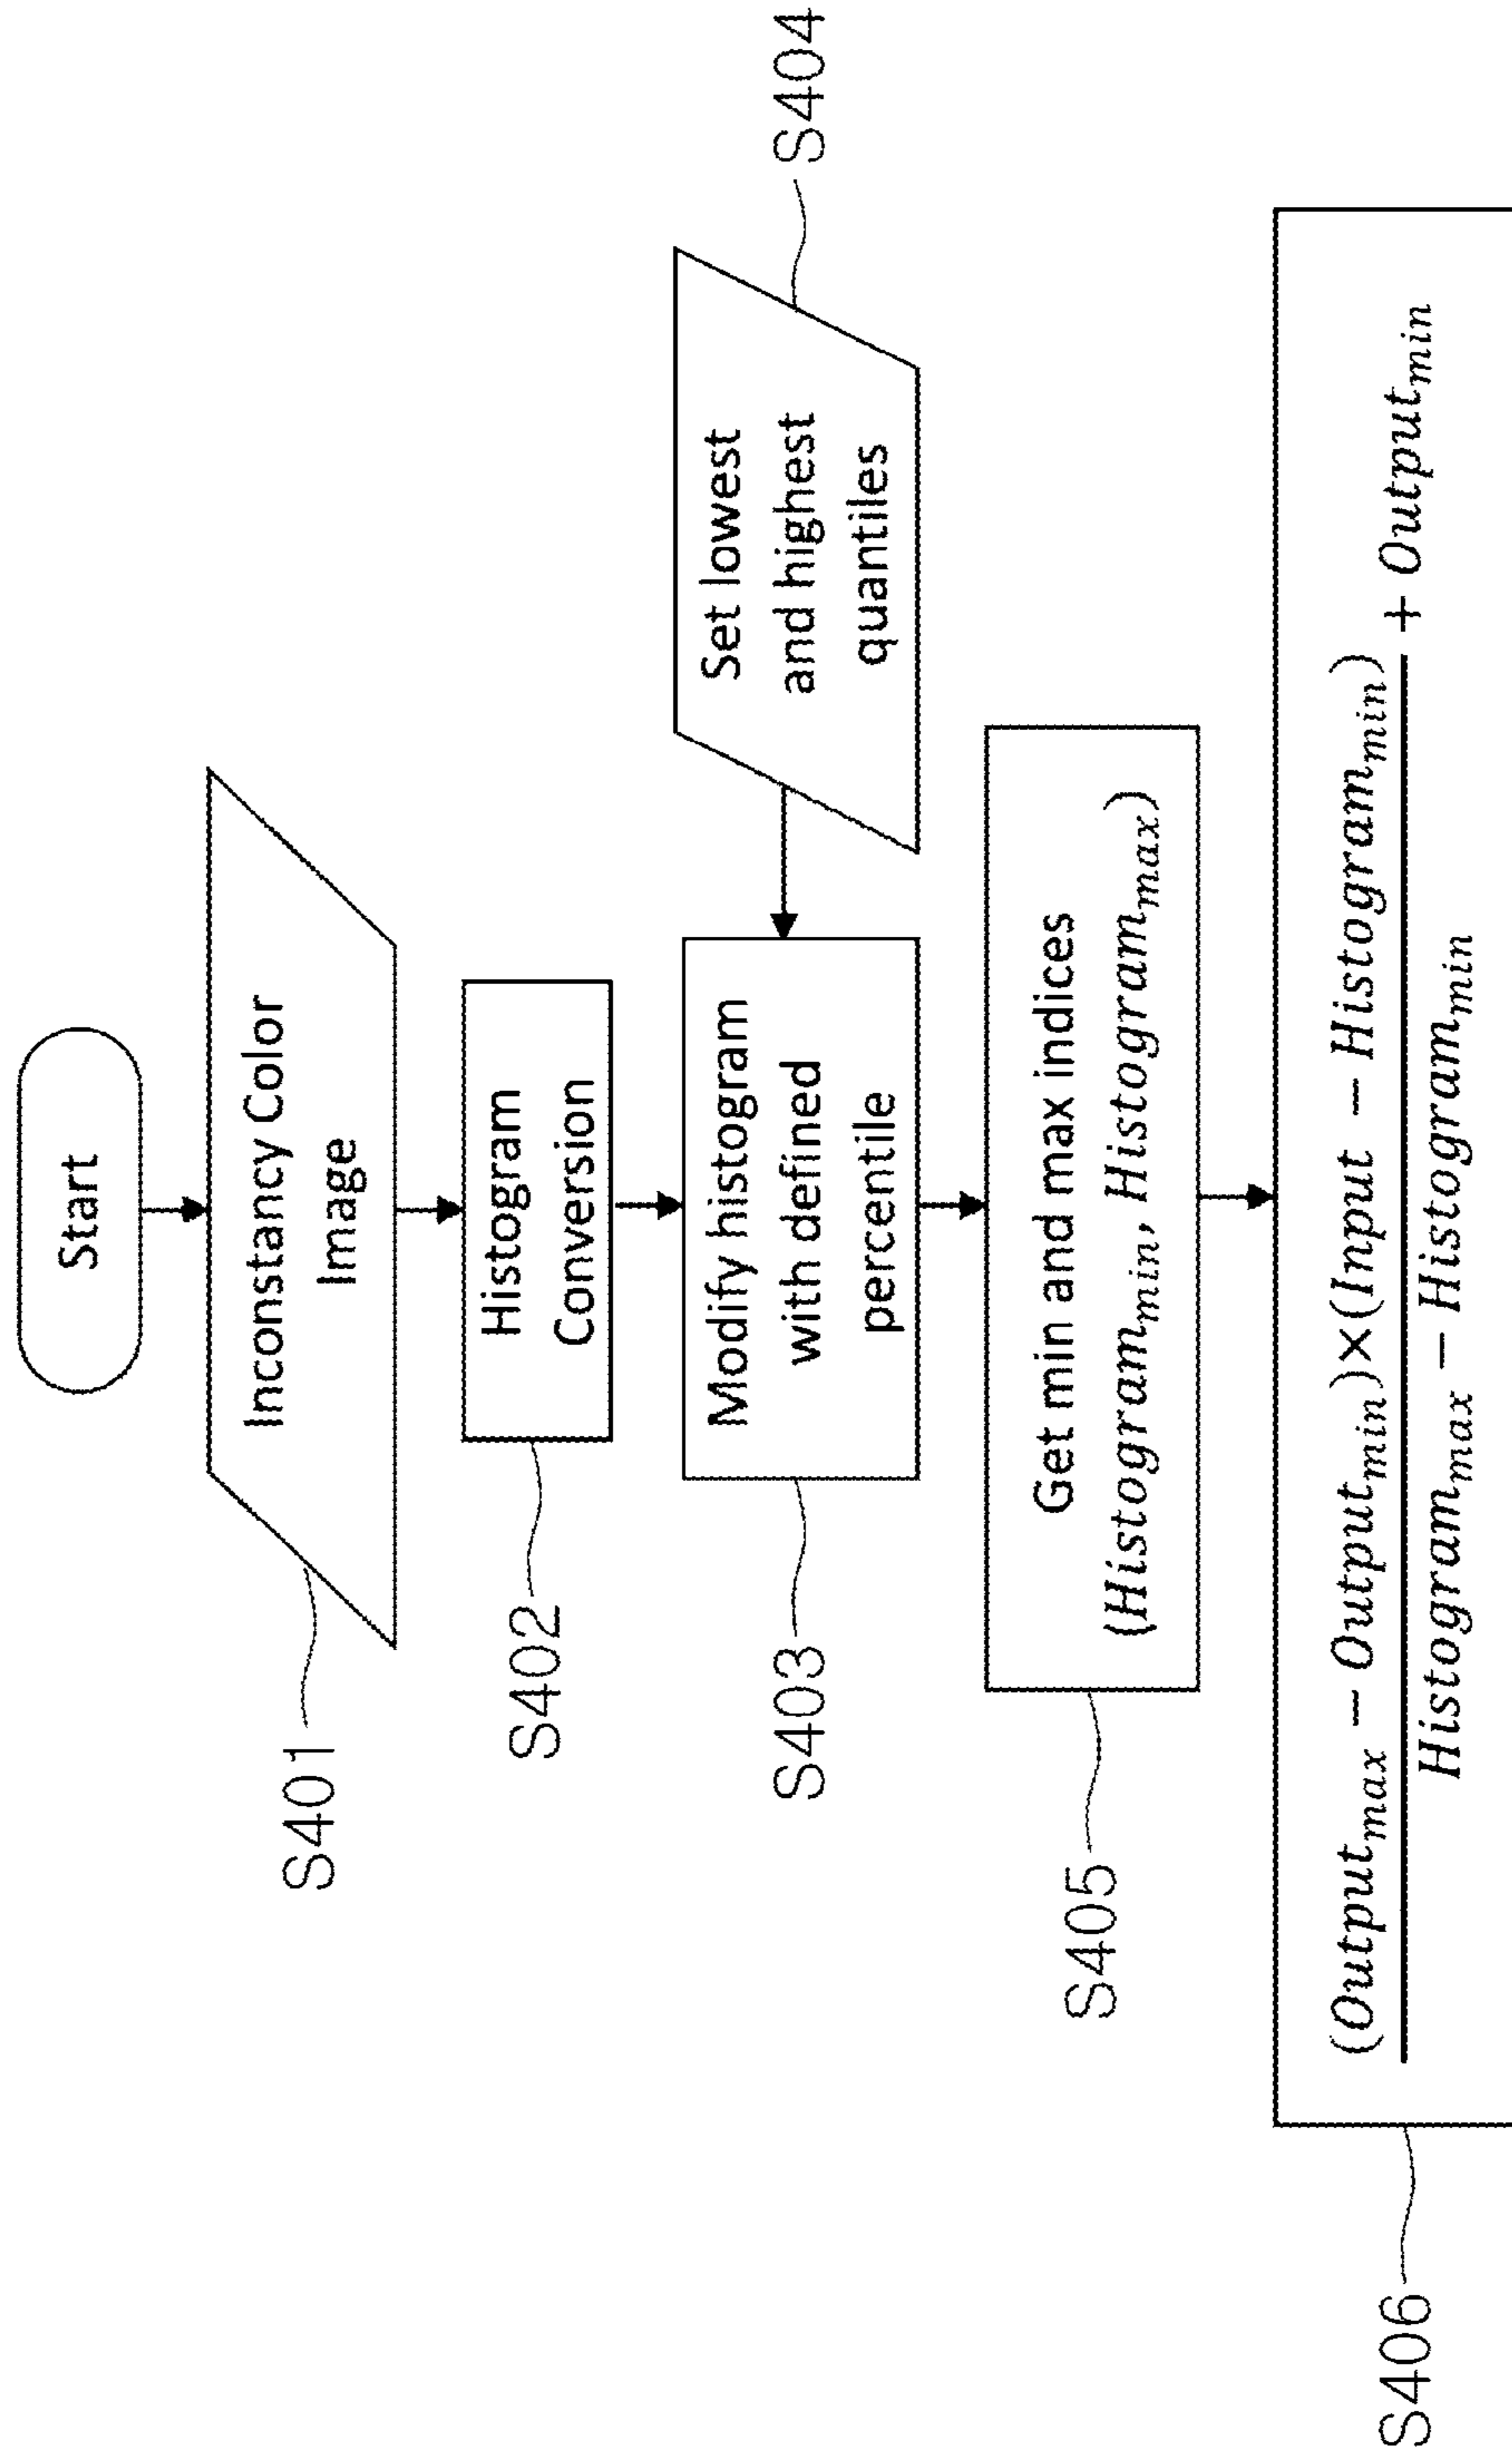 Start
Inconstancy Color
Image
S401
Histogram
Conversion
S402
Modify histogram
with defined
percentile
S403
Set lowest
and highest
quantiles
S404
Get min and max indices
(Histogram_min, Histogram_max)
S405
(Output_max − Output_min)×(Input − Histogram_min)
Histogram_max − Histogram_min
+ Output_min
S406